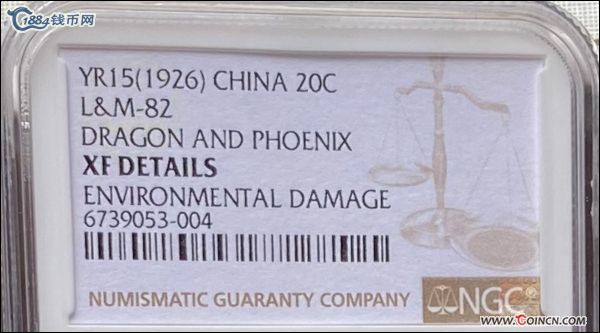 1884钱币网
YR15(1926) CHINA 20C
L&M-82
DRAGON AND PHOENIX
XF DETAILS
ENVIRONMENTAL DAMAGE
6739053-004
NUMISMATIC GUARANTY COMPANY
NGC
www.COINCN.com